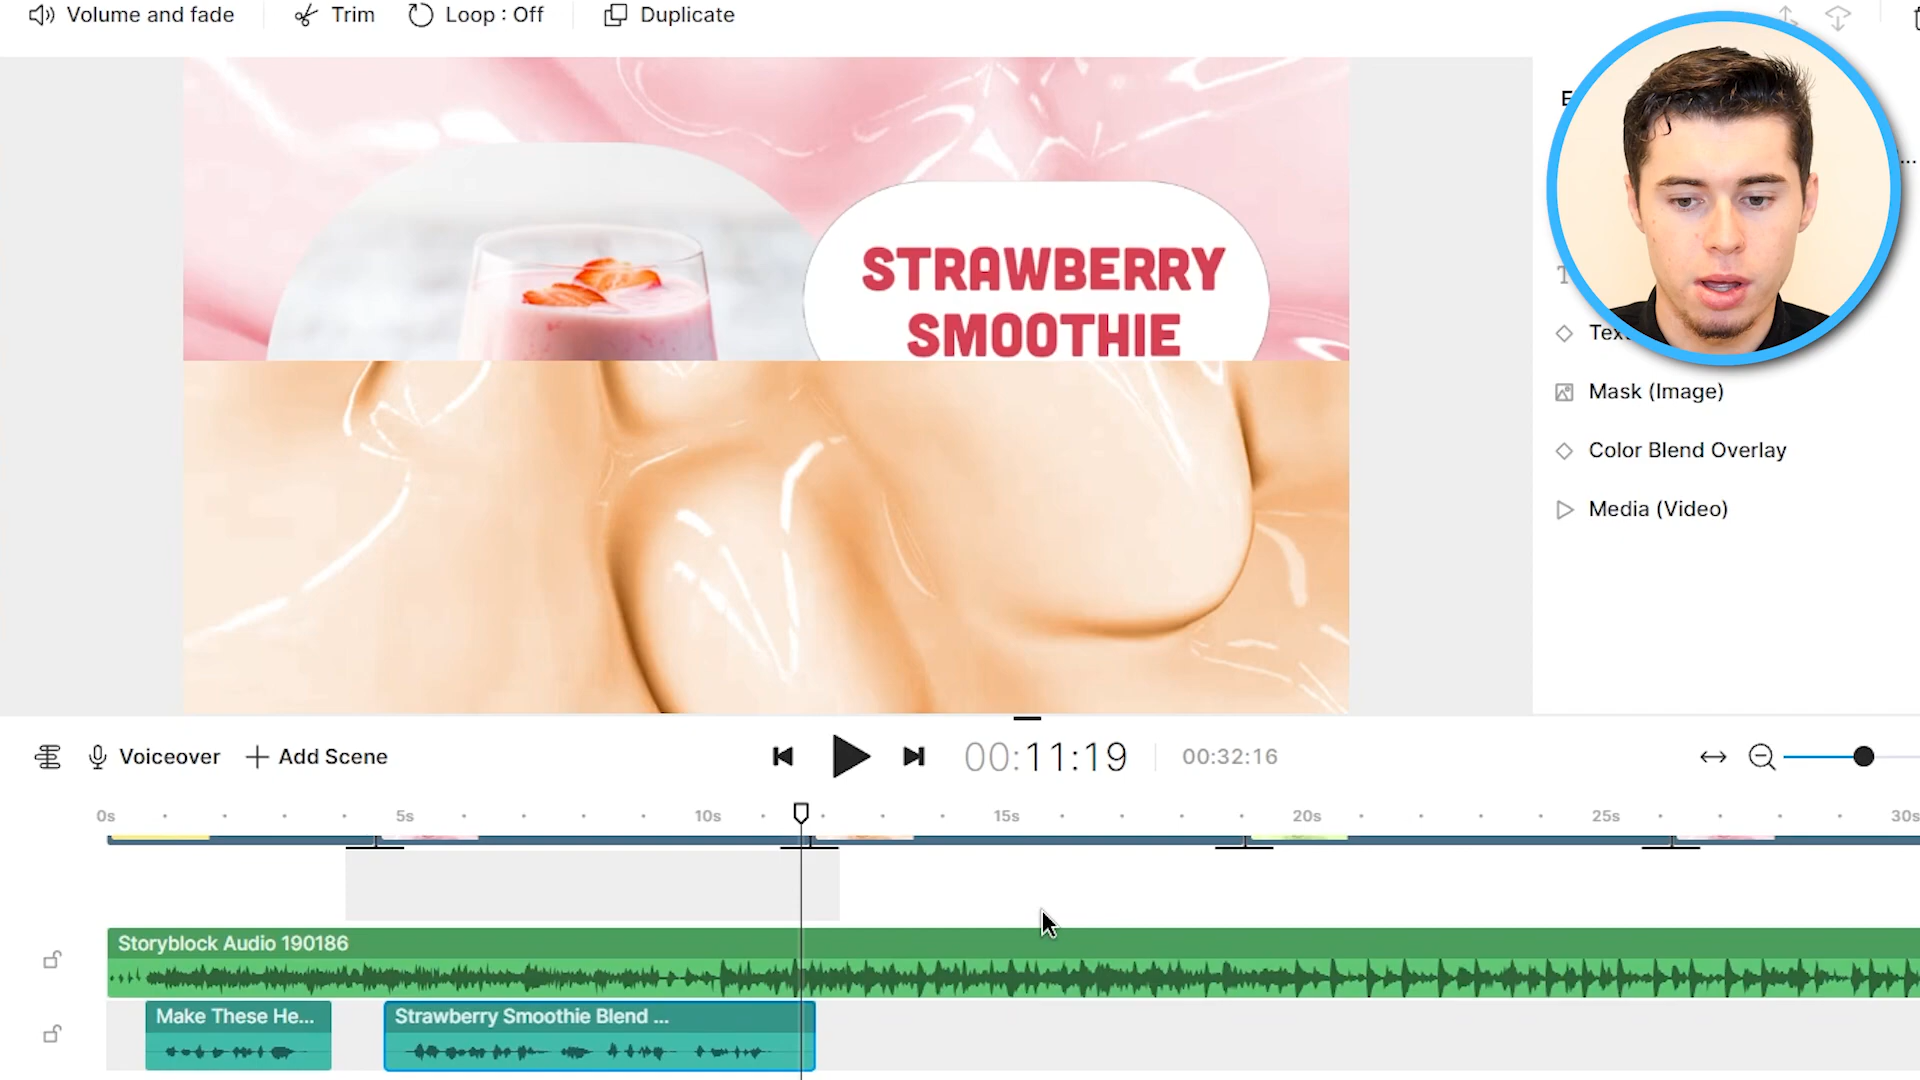 Volume and fade
Trim
Loop : Off
Duplicate
STRAWBERRY
SMOOTHIE
Mask (Image)
Color Blend Overlay
Media (Video)
Voiceover
Add Scene
00:11:19
00:32:16
0s
5s
10s
15s
20s
25s
30s
Storyblock Audio 190186
Make These He...
Strawberry Smoothie Blend ...